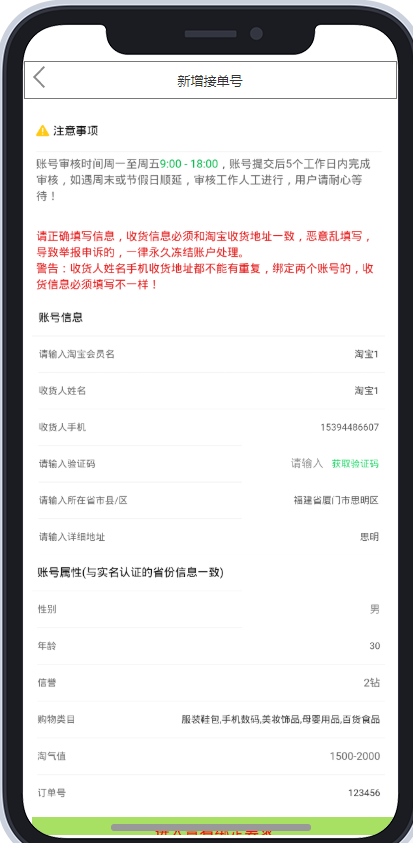 新增接单号
注意事项
账号审核时间周一至周五9:00 - 18:00，账号提交后5个工作日内完成
审核，如遇周末或节假日顺延，审核工作人工进行，用户请耐心等
待！
请正确填写信息，收货信息必须和淘宝收货地址一致，恶意乱填写，
导致举报申诉的，一律永久冻结账户处理。
警告：收货人姓名手机收货地址都不能有重复，绑定两个账号的，收
货信息必须填写不一样！
账号信息
请输入淘宝会员名 淘宝1
收货人姓名 淘宝1
收货人手机 15394486607
请输入验证码 请输入 获取验证码
请输入所在省市县/区 福建省厦门市思明区
请输入详细地址 思明
账号属性(与实名认证的省份信息一致)
性别 男
年龄 30
信誉 2钻
购物类目 服装鞋包,手机数码,美妆饰品,母婴用品,百货食品
淘气值 1500-2000
订单号 123456